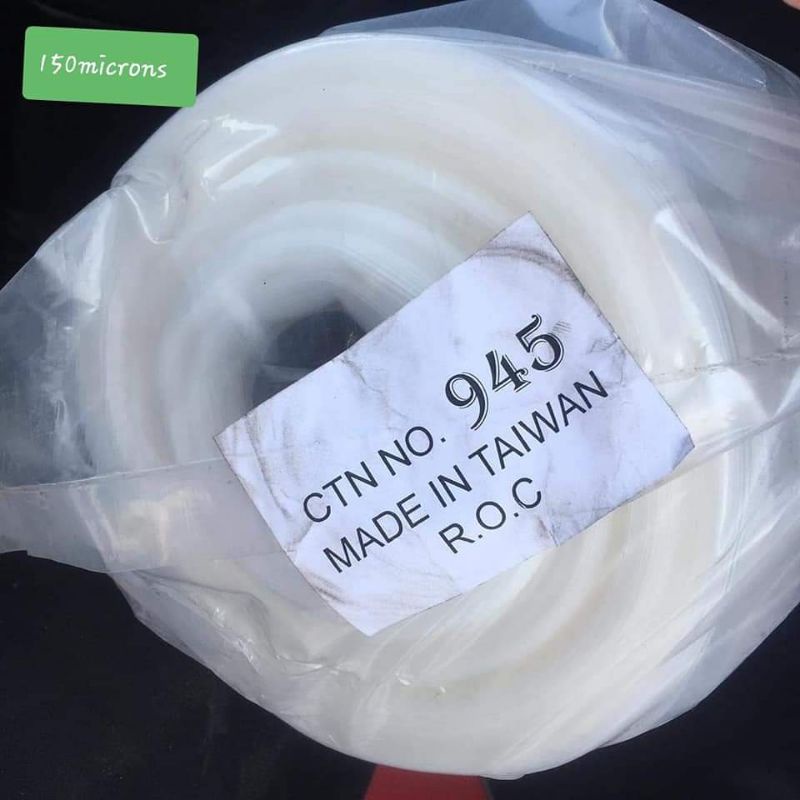 150microns
CTN NO. 945
MADE IN TAIWAN
R.O.C